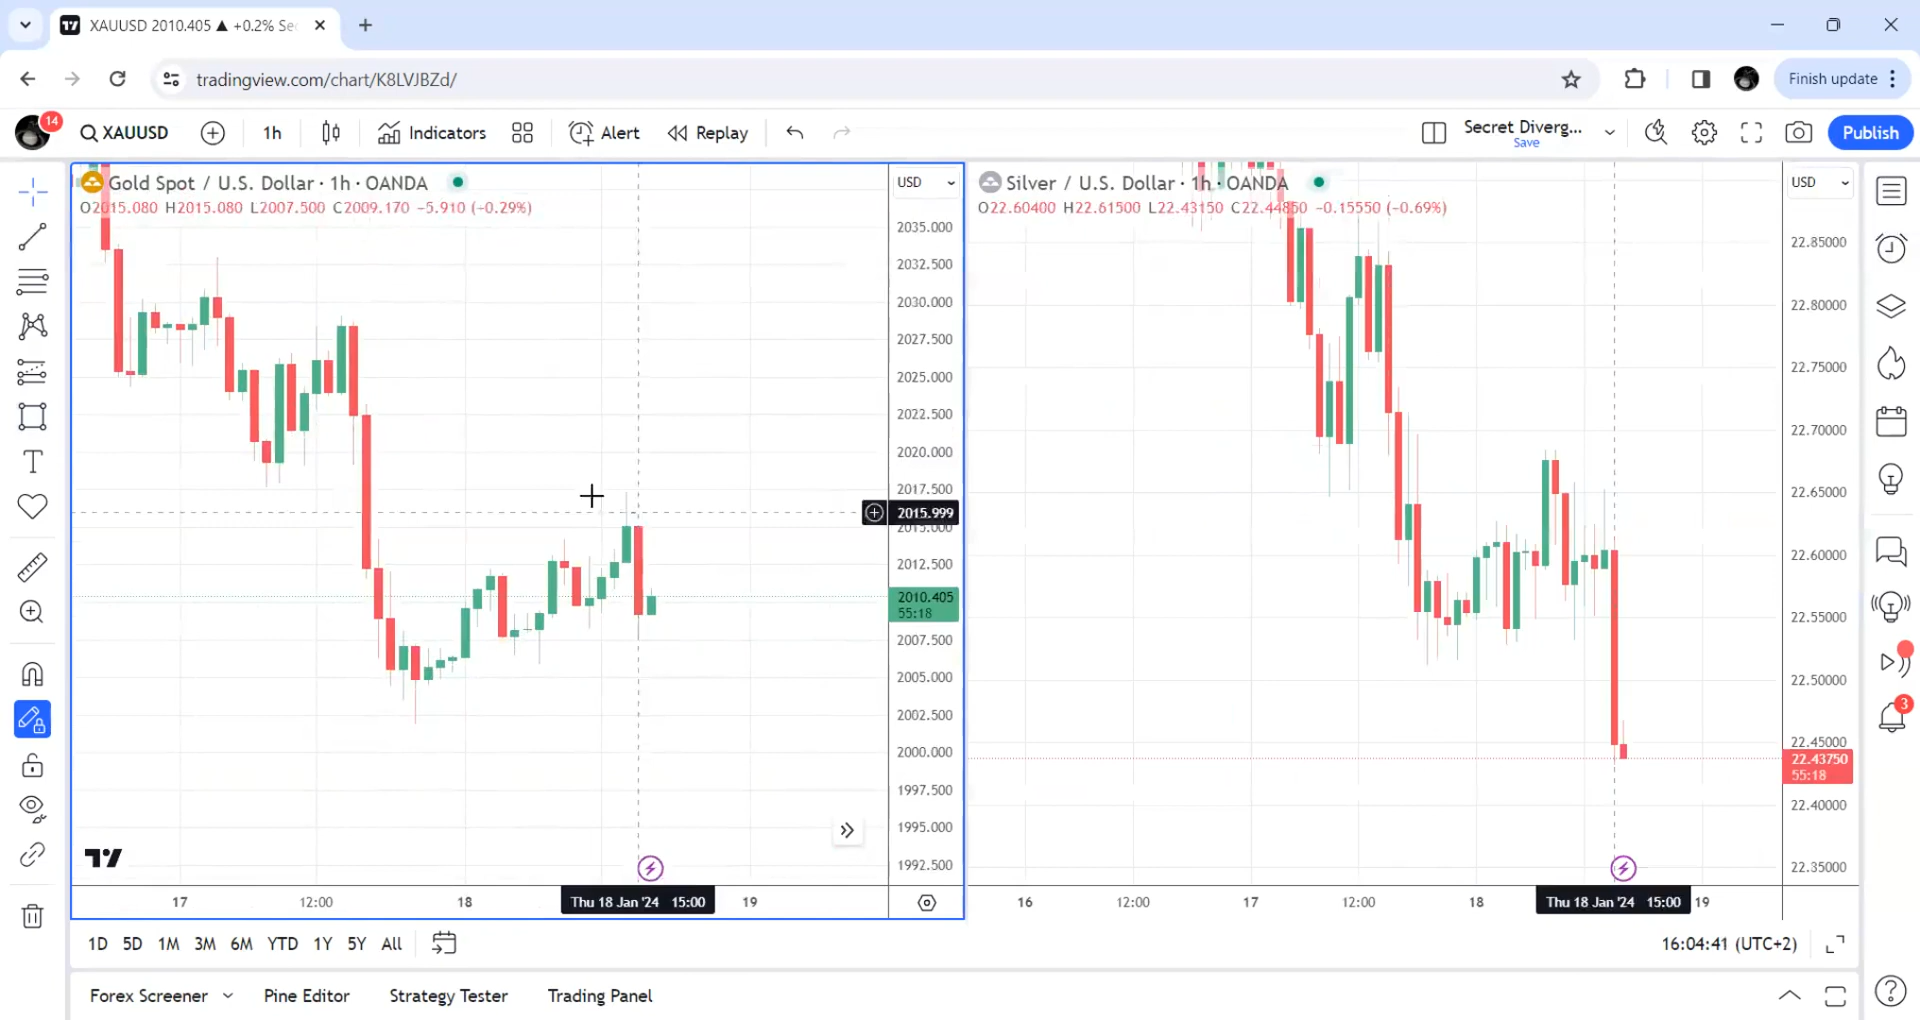 XAUUSD 2010.405 ▲ +0.2% Se
tradingview.com/chart/K8LVJBZd/
Finish update
14
XAUUSD
1h
Indicators
Alert
Replay
Secret Diverg...
Save
Publish
Gold Spot / U.S. Dollar · 1h · OANDA
O2015.080 H2015.080 L2007.500 C2009.170 −5.910 (−0.29%)
USD
2035.000
2032.500
2030.000
2027.500
2025.000
2022.500
2020.000
2017.500
2015.999
2015.000
2012.500
2010.405
55:18
2007.500
2005.000
2002.500
2000.000
1997.500
1995.000
1992.500
17
12:00
18
Thu 18 Jan '24 15:00
19
Silver / U.S. Dollar · 1h · OANDA
O22.60400 H22.61500 L22.43150 C22.44850 −0.15550 (−0.69%)
USD
22.85000
22.80000
22.75000
22.70000
22.65000
22.60000
22.55000
22.50000
22.45000
22.43750
55:18
22.40000
22.35000
16
12:00
17
12:00
18
Thu 18 Jan '24 15:00
19
3
1D 5D 1M 3M 6M YTD 1Y 5Y All
16:04:41 (UTC+2)
Forex Screener
Pine Editor
Strategy Tester
Trading Panel